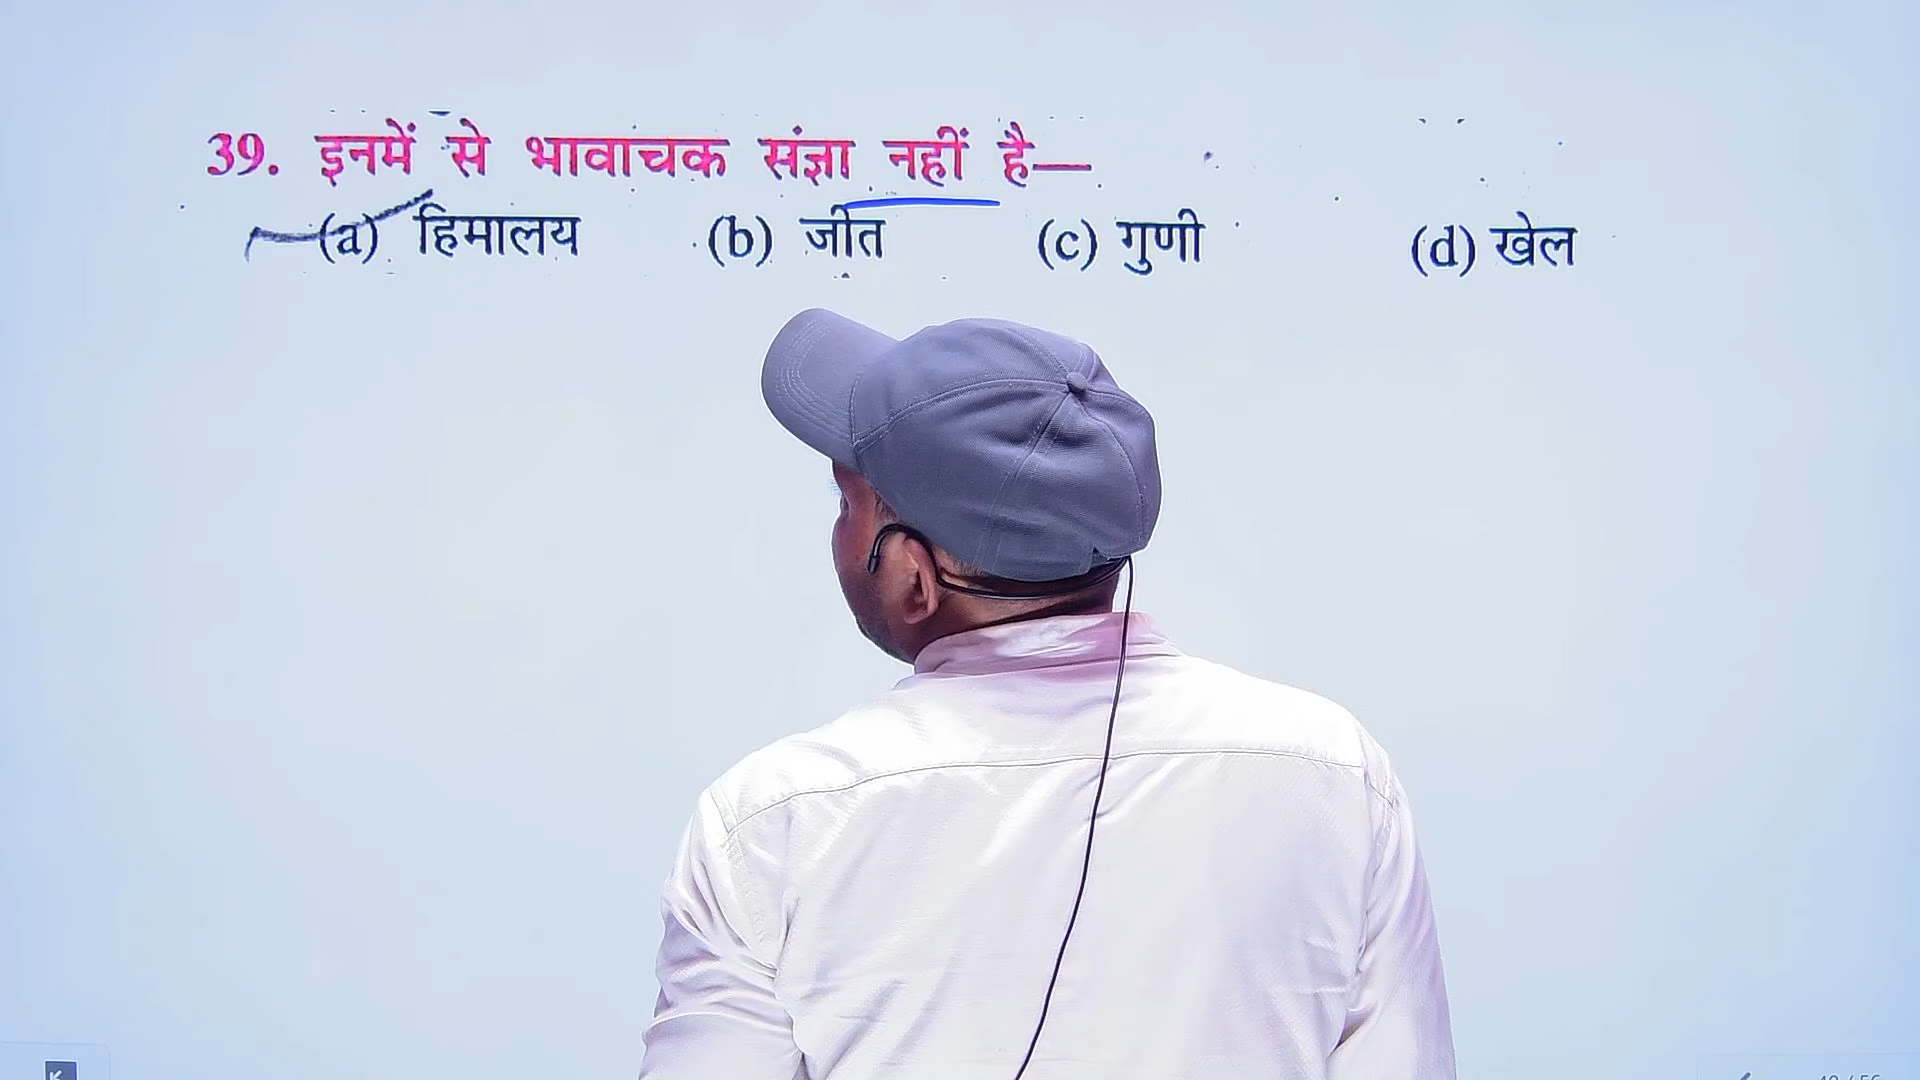 39. इनमें से भावाचक संज्ञा नहीं है—
(a) हिमालय (b) जीत (c) गुणी (d) खेल